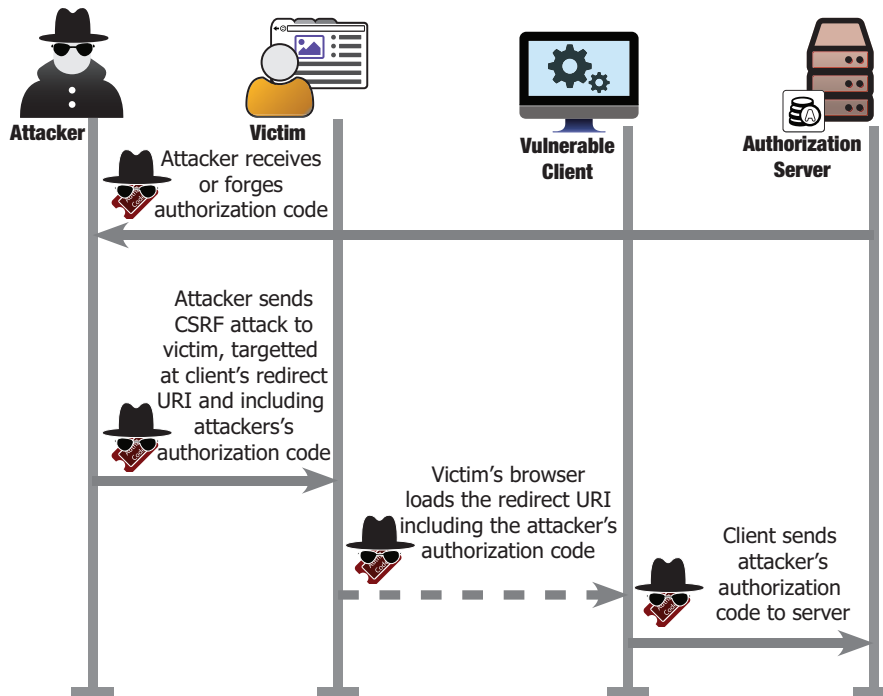 Attacker
Victim
Vulnerable
Client
Authorization
Server
A
Attacker receives
or forges
authorization code
Attacker sends
CSRF attack to
victim, targetted
at client's redirect
URI and including
attackers's
authorization code
Victim's browser
loads the redirect URI
including the attacker's
authorization code
Client sends
attacker's
authorization
code to server